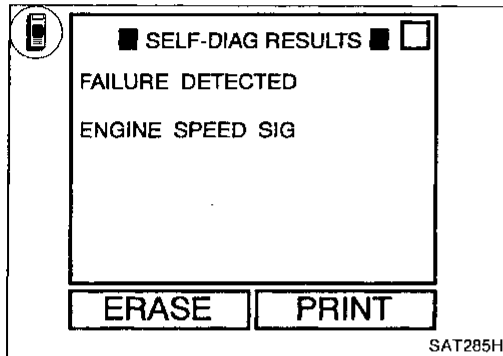 SELF-DIAG RESULTS
FAILURE DETECTED
ENGINE SPEED SIG
ERASE PRINT
SAT285H